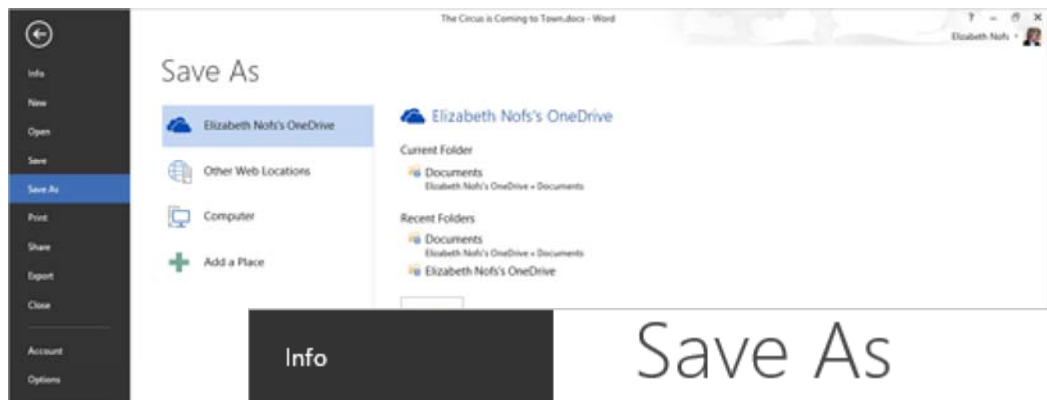 The Circus is Coming to Town.docx - Word
?
Elizabeth Nofs
Info
New
Open
Save
Save As
Print
Share
Export
Close
Account
Options
Save As
Elizabeth Nofs's OneDrive
Other Web Locations
Computer
Add a Place
Elizabeth Nofs's OneDrive
Current Folder
Documents
Elizabeth Nofs's OneDrive » Documents
Recent Folders
Documents
Elizabeth Nofs's OneDrive » Documents
Elizabeth Nofs's OneDrive
Info
Save As